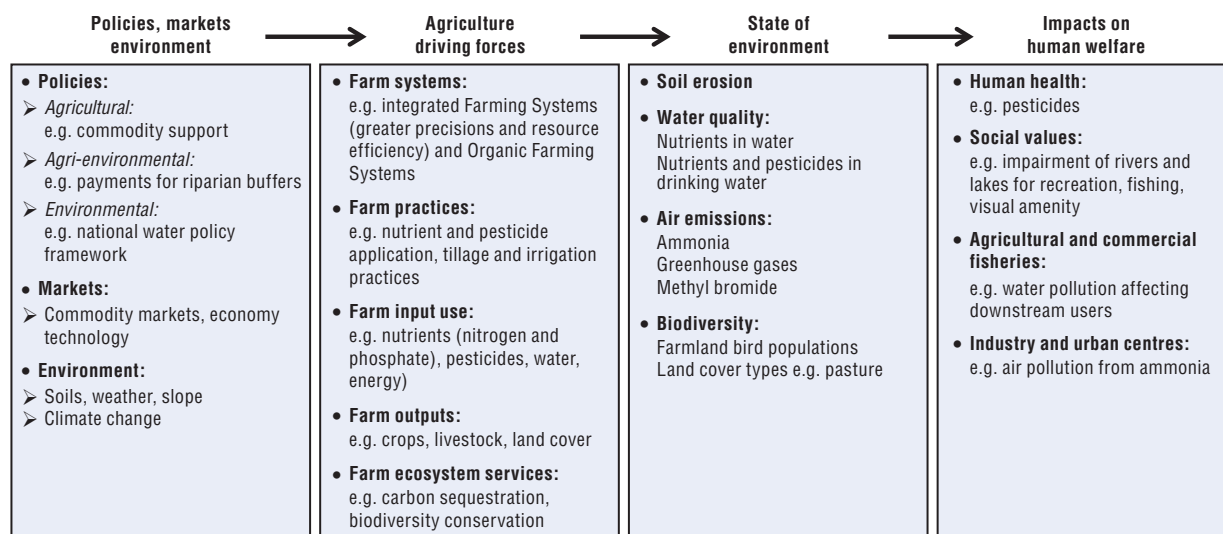 Policies, markets
environment
Agriculture
driving forces
State of
environment
Impacts on
human welfare
• Policies:
➢ Agricultural:
e.g. commodity support
➢ Agri-environmental:
e.g. payments for riparian buffers
➢ Environmental:
e.g. national water policy
framework
• Markets:
➢ Commodity markets, economy
technology
• Environment:
➢ Soils, weather, slope
➢ Climate change
• Farm systems:
e.g. integrated Farming Systems
(greater precisions and resource
efficiency) and Organic Farming
Systems
• Farm practices:
e.g. nutrient and pesticide
application, tillage and irrigation
practices
• Farm input use:
e.g. nutrients (nitrogen and
phosphate), pesticides, water,
energy)
• Farm outputs:
e.g. crops, livestock, land cover
• Farm ecosystem services:
e.g. carbon sequestration,
biodiversity conservation
• Soil erosion
• Water quality:
Nutrients in water
Nutrients and pesticides in
drinking water
• Air emissions:
Ammonia
Greenhouse gases
Methyl bromide
• Biodiversity:
Farmland bird populations
Land cover types e.g. pasture
• Human health:
e.g. pesticides
• Social values:
e.g. impairment of rivers and
lakes for recreation, fishing,
visual amenity
• Agricultural and commercial
fisheries:
e.g. water pollution affecting
downstream users
• Industry and urban centres:
e.g. air pollution from ammonia